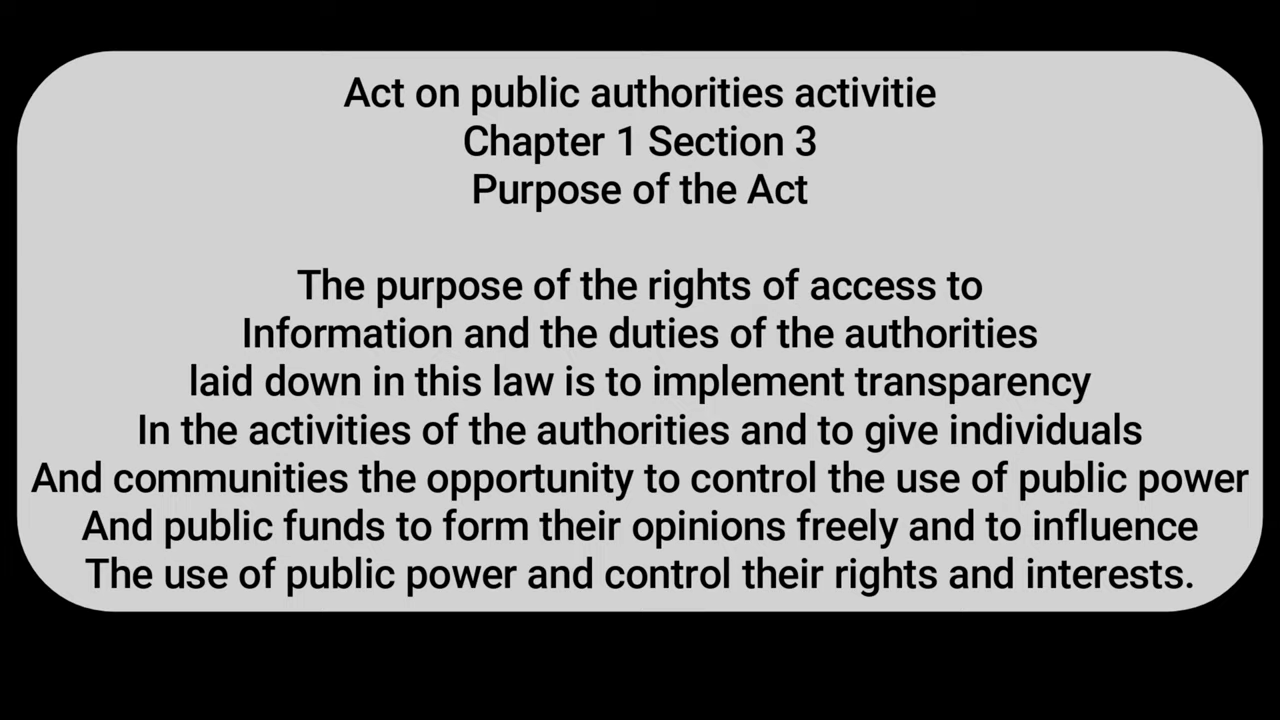 Act on public authorities activitie
Chapter 1 Section 3
Purpose of the Act
The purpose of the rights of access to
Information and the duties of the authorities
laid down in this law is to implement transparency
In the activities of the authorities and to give individuals
And communities the opportunity to control the use of public power
And public funds to form their opinions freely and to influence
The use of public power and control their rights and interests.